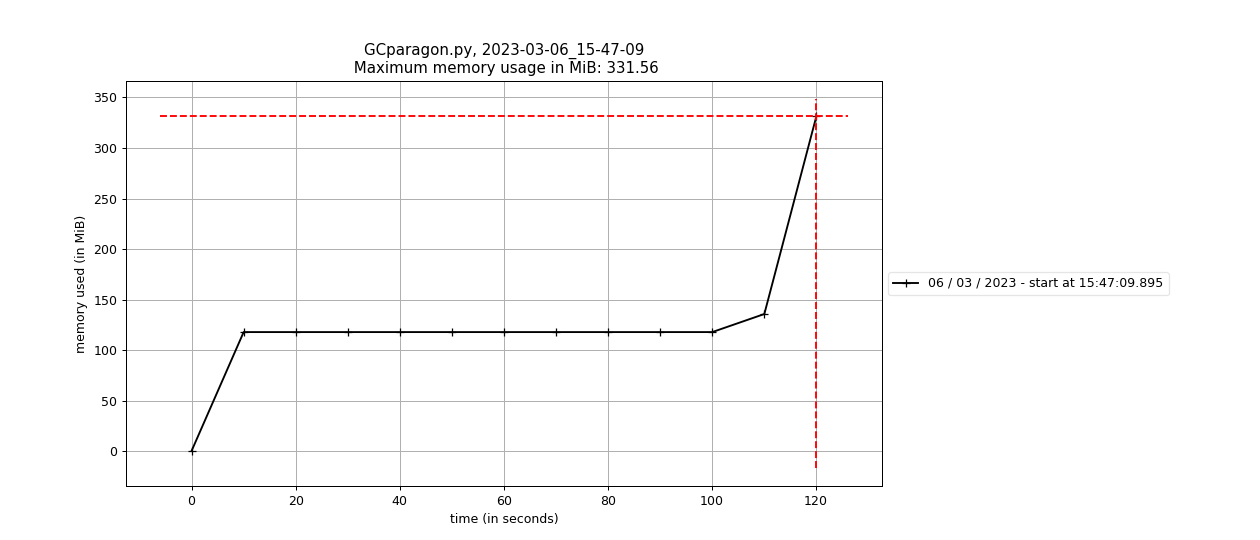 GCparagon.py, 2023-03-06_15-47-09
Maximum memory usage in MiB: 331.56
350
300
250
200
150
100
50
0
memory used (in MiB)
0 20 40 60 80 100 120
time (in seconds)
06 / 03 / 2023 - start at 15:47:09.895